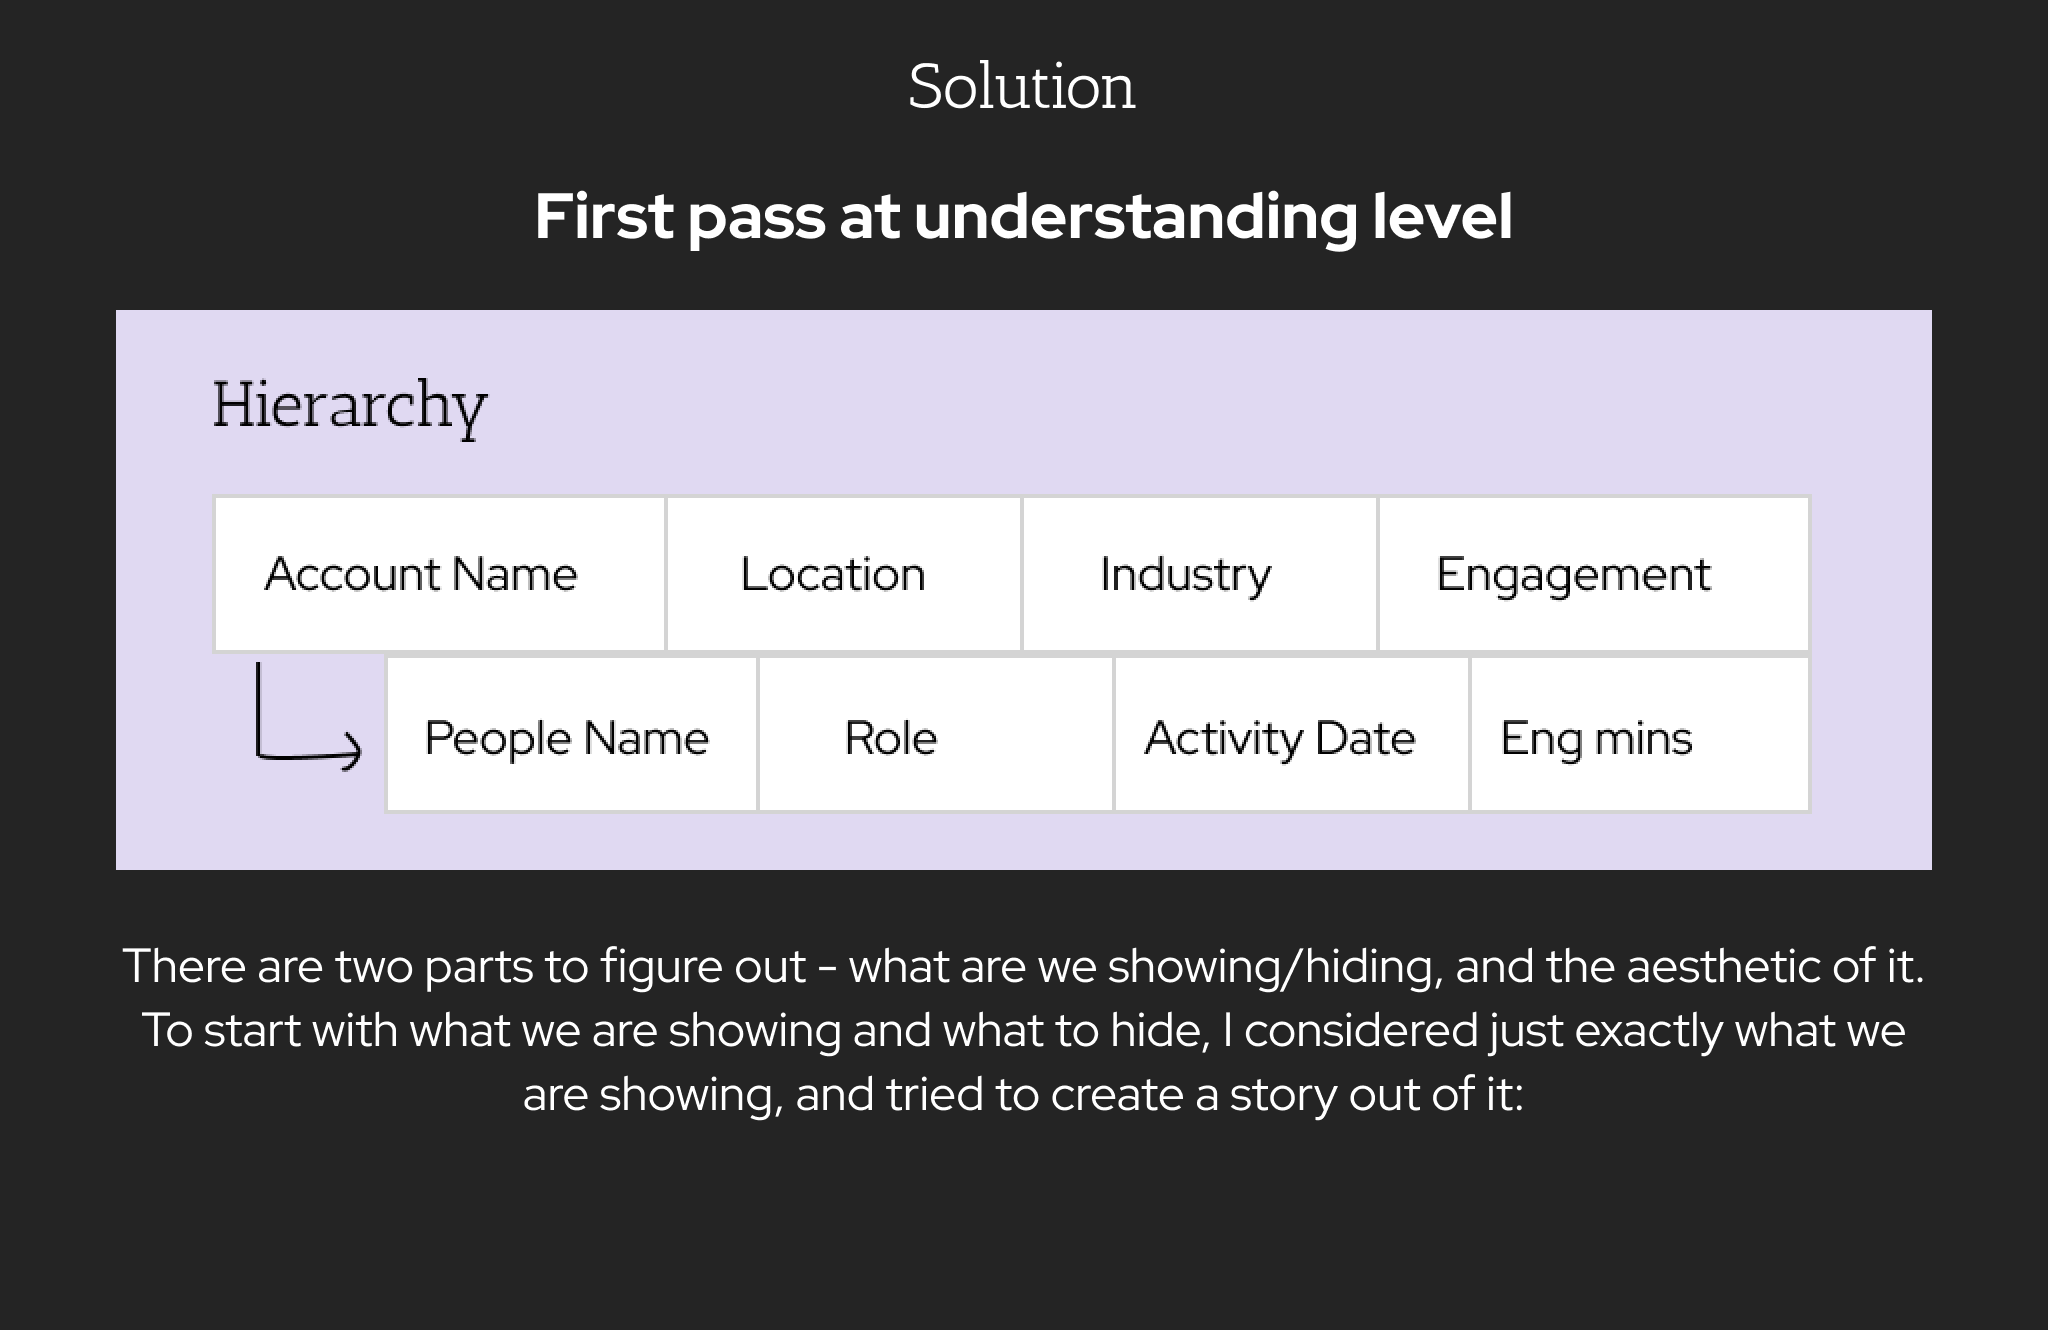 Solution
First pass at understanding level
Hierarchy
Account Name Location Industry Engagement
People Name Role Activity Date Eng mins
There are two parts to figure out - what are we showing/hiding, and the aesthetic of it.
To start with what we are showing and what to hide, I considered just exactly what we
are showing, and tried to create a story out of it: